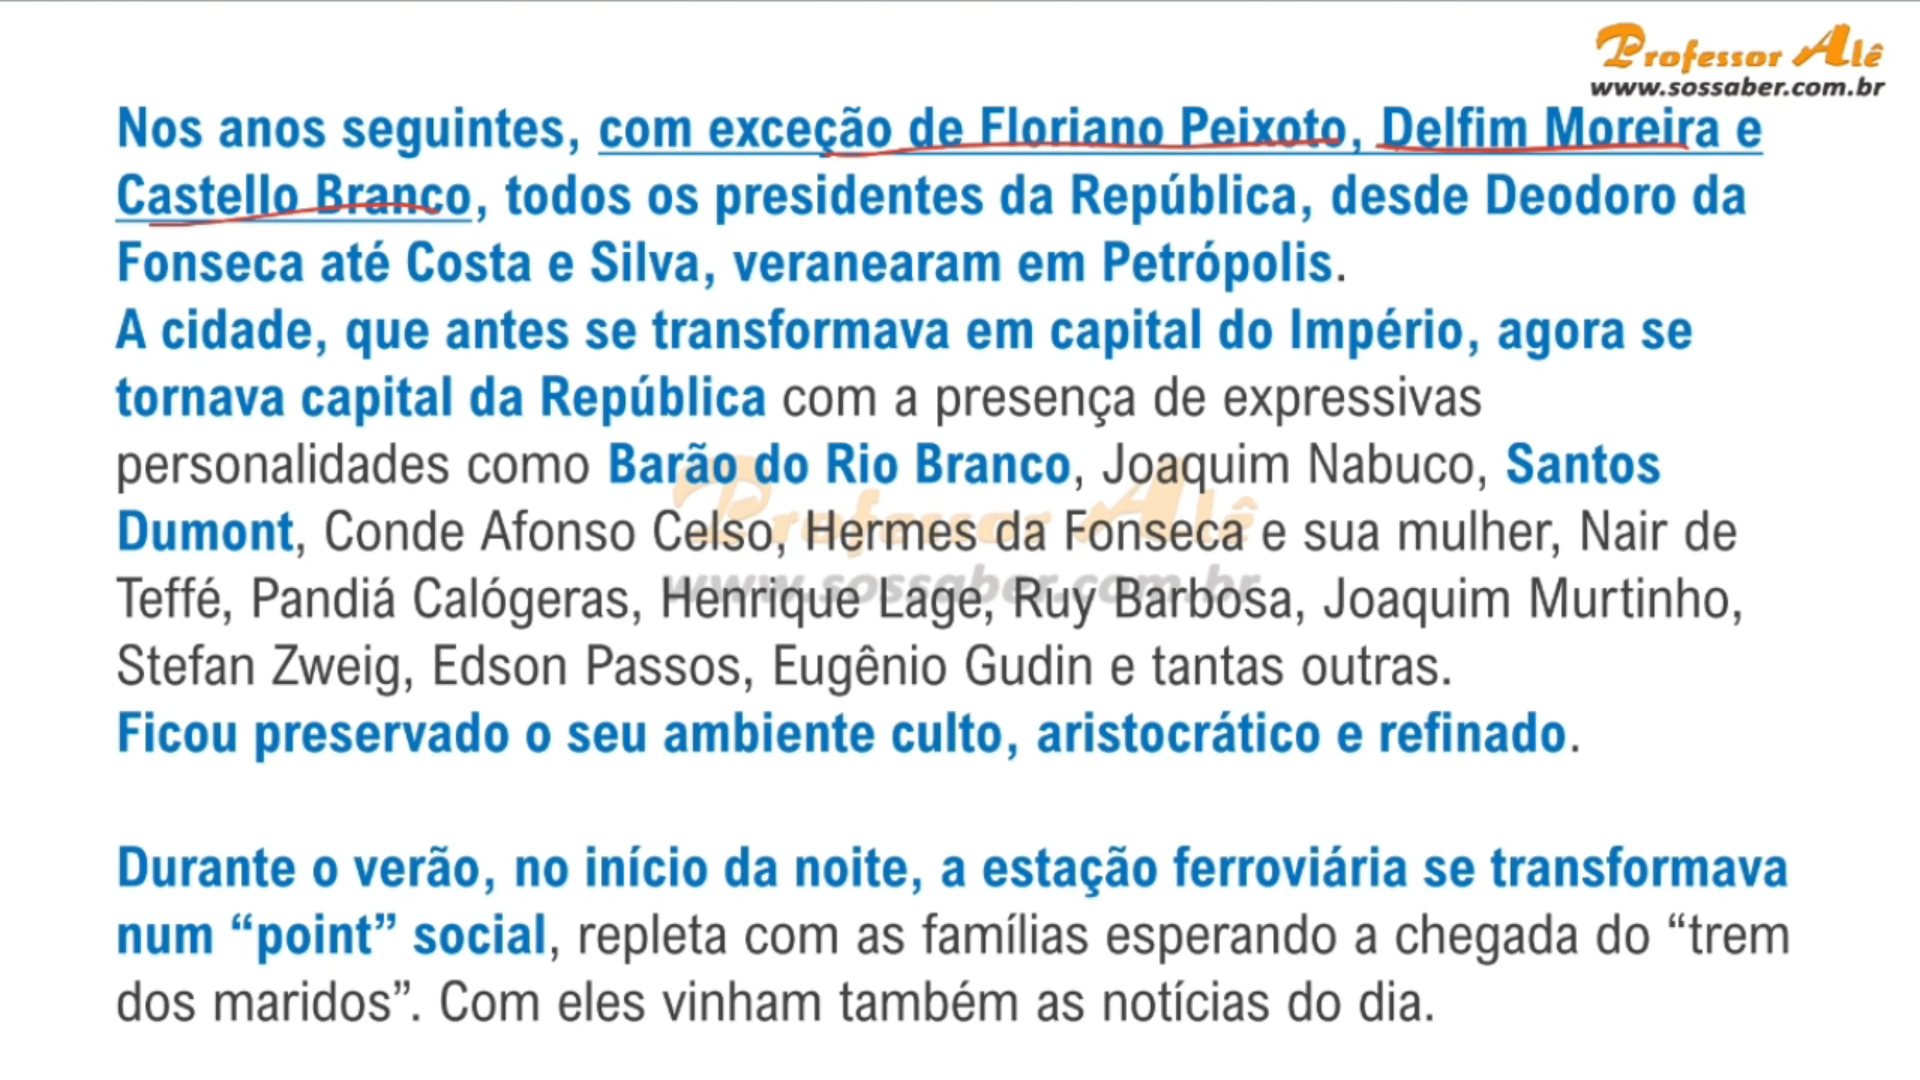 Professor Alê
www.sossaber.com.br
Nos anos seguintes, com exceção de Floriano Peixoto, Delfim Moreira e
Castello Branco, todos os presidentes da República, desde Deodoro da
Fonseca até Costa e Silva, veranearam em Petrópolis.
A cidade, que antes se transformava em capital do Império, agora se
tornava capital da República com a presença de expressivas
personalidades como Barão do Rio Branco, Joaquim Nabuco, Santos
Dumont, Conde Afonso Celso, Hermes da Fonseca e sua mulher, Nair de
Teffé, Pandiá Calógeras, Henrique Lage, Ruy Barbosa, Joaquim Murtinho,
Stefan Zweig, Edson Passos, Eugênio Gudin e tantas outras.
Ficou preservado o seu ambiente culto, aristocrático e refinado.
Durante o verão, no início da noite, a estação ferroviária se transformava
num “point” social, repleta com as famílias esperando a chegada do “trem
dos maridos”. Com eles vinham também as notícias do dia.
Professor Alê
www.sossaber.com.br